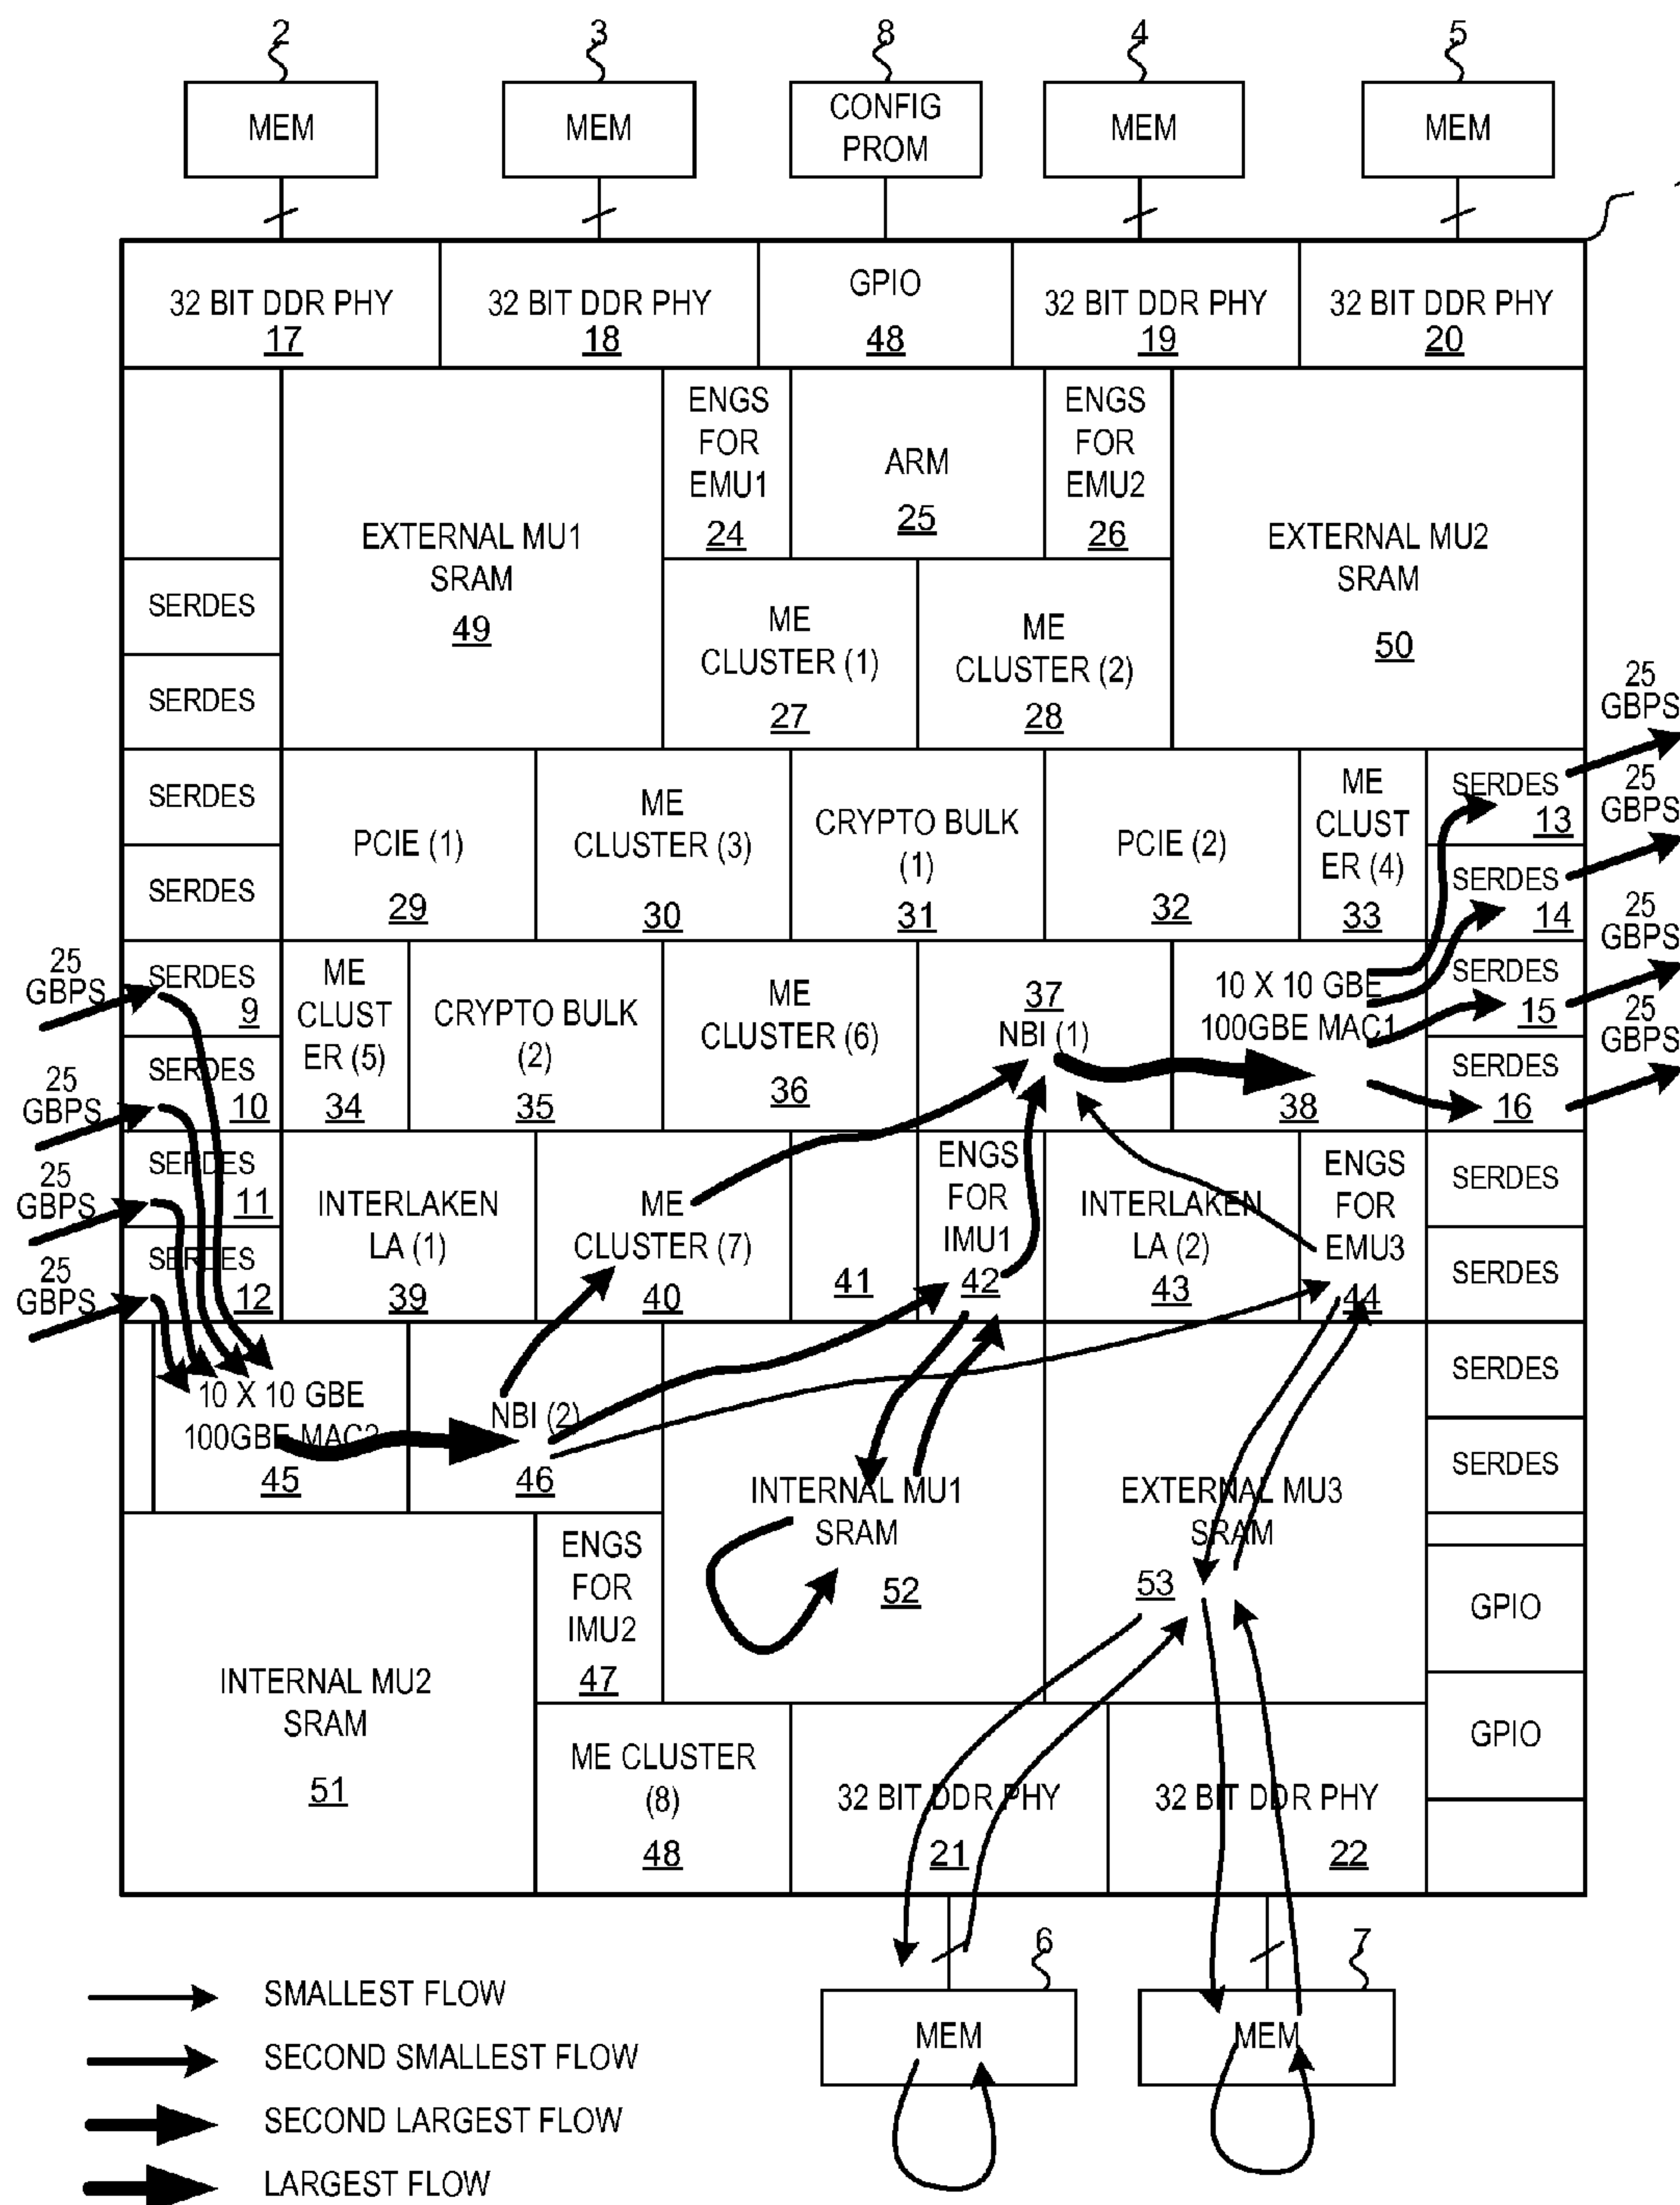 2
3
8
4
5
MEM
MEM
CONFIG
PROM
MEM
MEM
32 BIT DDR PHY
17
32 BIT DDR PHY
18
GPIO
48
32 BIT DDR PHY
19
32 BIT DDR PHY
20
EXTERNAL MU1
SRAM
49
ENGS
FOR
EMU1
24
ARM
25
ENGS
FOR
EMU2
26
EXTERNAL MU2
SRAM
50
SERDES
SERDES
ME
CLUSTER (1)
27
ME
CLUSTER (2)
28
SERDES
SERDES
PCIE (1)
29
ME
CLUSTER (3)
30
CRYPTO BULK
(1)
31
PCIE (2)
32
ME
CLUST
ER (4)
33
SERDES
13
SERDES
14
25
GBPS
25
GBPS
25
GBPS
25
GBPS
25
GBPS
25
GBPS
25
GBPS
25
GBPS
SERDES
9
SERDES
10
ME
CLUST
ER (5)
34
CRYPTO BULK
(2)
35
ME
CLUSTER (6)
36
37
NBI (1)
10 X 10 GBE
100GBE MAC1
38
SERDES
15
SERDES
16
SERDES
11
SERDES
12
INTERLAKEN
LA (1)
39
ME
CLUSTER (7)
40
41
ENGS
FOR
IMU1
42
INTERLAKEN
LA (2)
43
ENGS
FOR
EMU3
44
SERDES
SERDES
10 X 10 GBE
100GBE MAC2
45
NBI (2)
46
INTERNAL MU1
SRAM
52
EXTERNAL MU3
SRAM
53
SERDES
SERDES
INTERNAL MU2
SRAM
51
ENGS
FOR
IMU2
47
GPIO
GPIO
ME CLUSTER
(8)
48
32 BIT DDR PHY
21
32 BIT DDR PHY
22
6
7
MEM
MEM
SMALLEST FLOW
SECOND SMALLEST FLOW
SECOND LARGEST FLOW
LARGEST FLOW